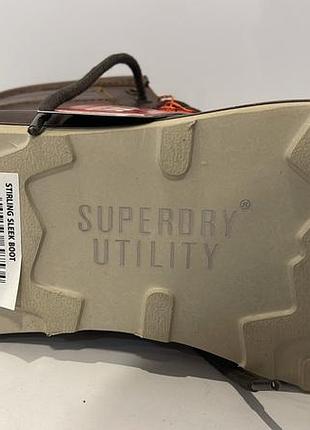 SUPERDRY®
UTILITY
STIRLING SLEEK BOOT